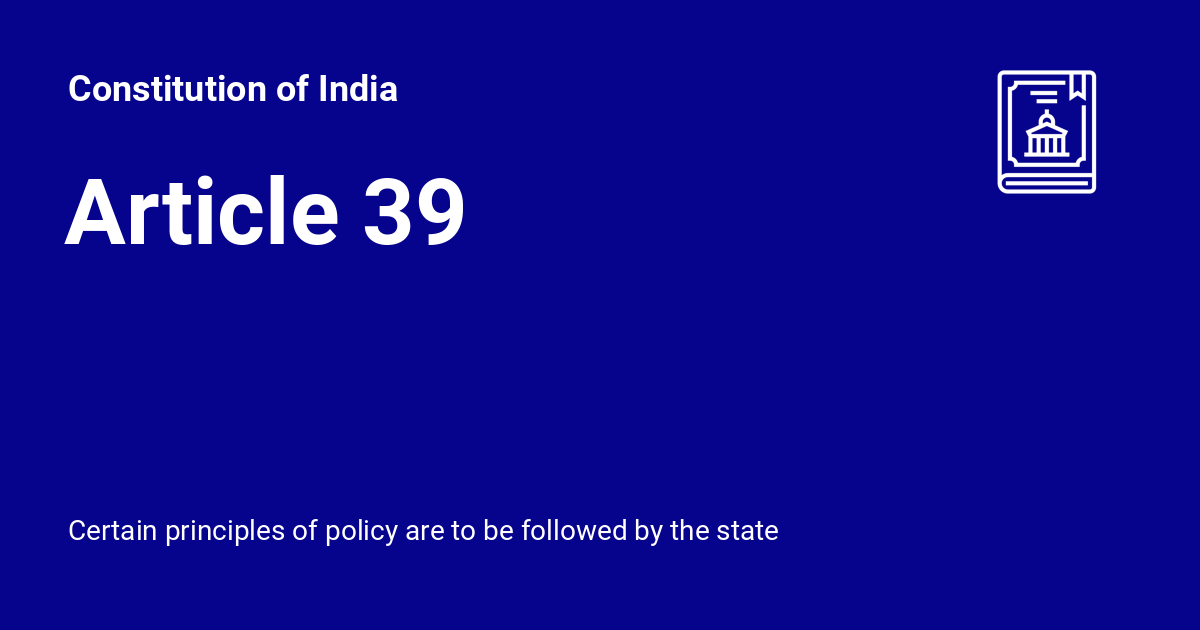 Constitution of India
Article 39
Certain principles of policy are to be followed by the state